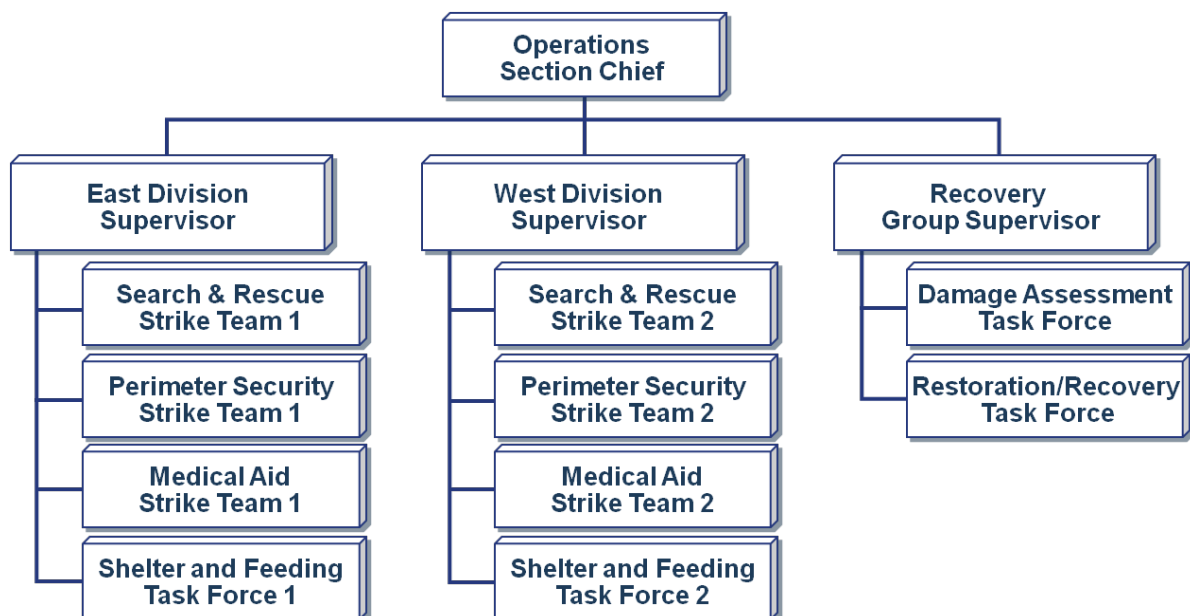 Operations
Section Chief
East Division
Supervisor
West Division
Supervisor
Recovery
Group Supervisor
Search & Rescue
Strike Team 1
Perimeter Security
Strike Team 1
Medical Aid
Strike Team 1
Shelter and Feeding
Task Force 1
Search & Rescue
Strike Team 2
Perimeter Security
Strike Team 2
Medical Aid
Strike Team 2
Shelter and Feeding
Task Force 2
Damage Assessment
Task Force
Restoration/Recovery
Task Force